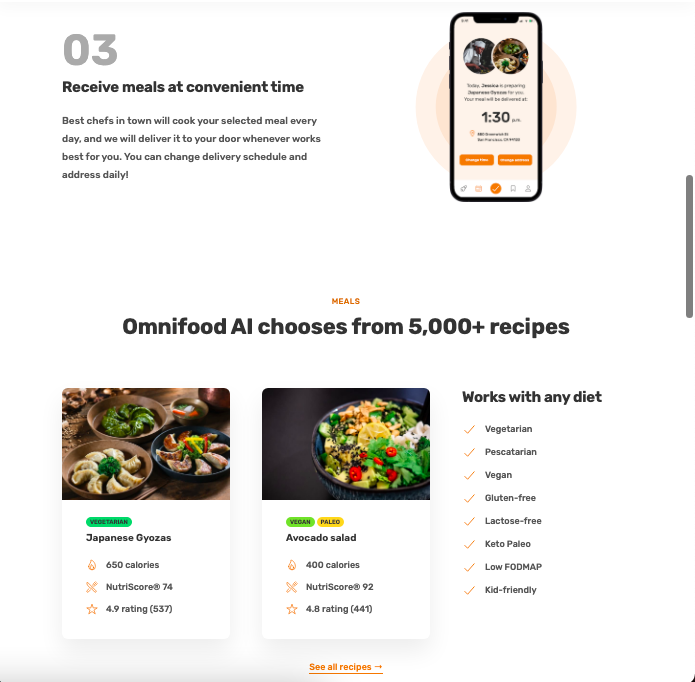 03
Receive meals at convenient time
Best chefs in town will cook your selected meal every
day, and we will deliver it to your door whenever works
best for you. You can change delivery schedule and
address daily!
Today, Jessica is preparing
Japanese Gyozas for you.
Your meal will be delivered at:
1:30 p.m.
San Francisco, CA
Change time
Change address
MEALS
Omnifood AI chooses from 5,000+ recipes
VEGETARIAN
Japanese Gyozas
650 calories
NutriScore® 74
4.9 rating (537)
VEGAN PALEO
Avocado salad
400 calories
NutriScore® 92
4.8 rating (441)
Works with any diet
Vegetarian
Pescatarian
Vegan
Gluten-free
Lactose-free
Keto Paleo
Low FODMAP
Kid-friendly
See all recipes →